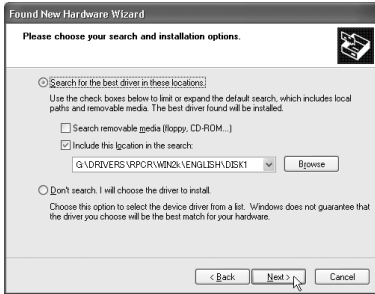 Found New Hardware Wizard
Please choose your search and installation options.
Search for the best driver in these locations.
Use the check boxes below to limit or expand the default search, which includes local
paths and removable media. The best driver found will be installed.
Search removable media (floppy, CD-ROM...)
Include this location in the search:
G:\DRIVERS\RPCR\WIN2k\ENGLISH\DISK1
Browse
Don't search. I will choose the driver to install.
Choose this option to select the device driver from a list. Windows does not guarantee that
the driver you choose will be the best match for your hardware.
< Back
Next >
Cancel